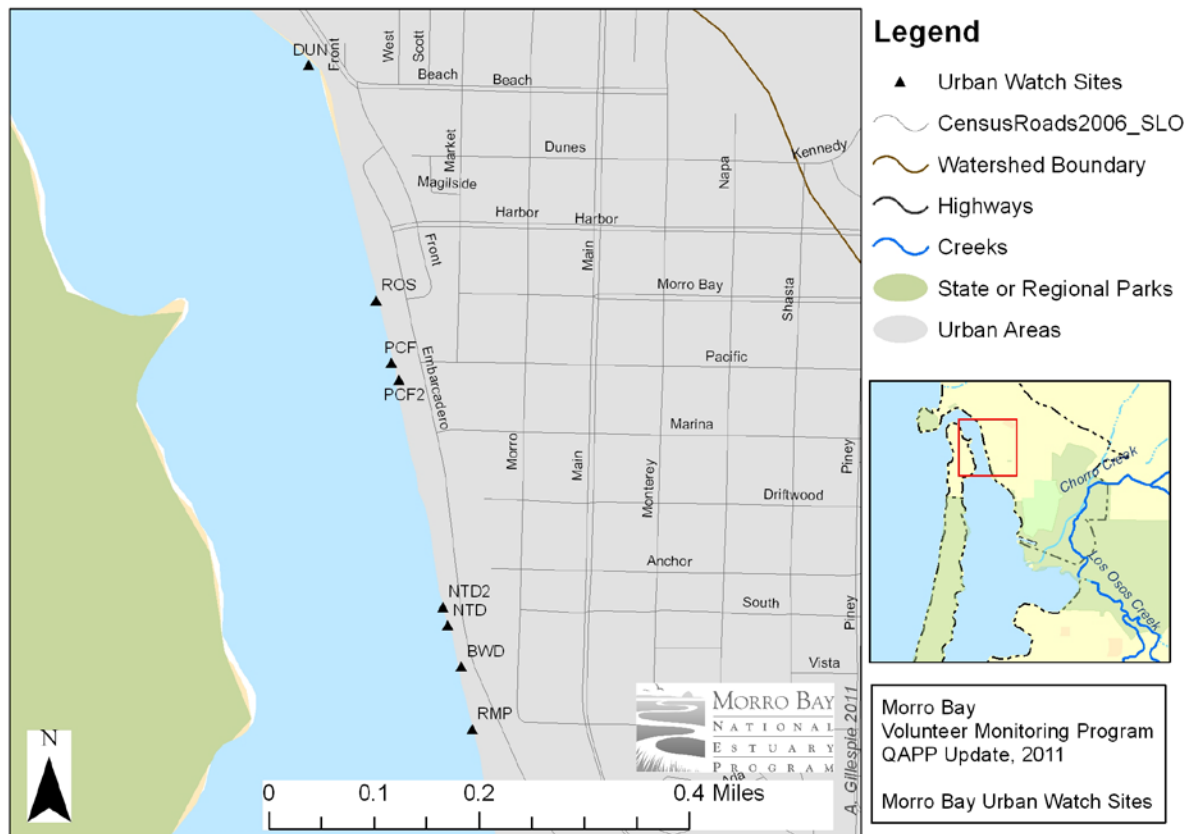 DUN
Front
West
Scott
Beach
Beach
Market
Dunes
Kennedy
Napa
Magilside
Harbor
Harbor
Front
Main
Morro Bay
Shasta
ROS
PCF
PCF2
Embarcadero
Pacific
Marina
Morro
Main
Monterey
Piney
Driftwood
Anchor
South
NTD2
NTD
Piney
BWD
Vista
RMP
MORRO BAY
NATIONAL
ESTUARY
PROGRAM
A. Gillespie 2011
N
0 0.1 0.2 0.4 Miles
Legend
Urban Watch Sites
CensusRoads2006_SLO
Watershed Boundary
Highways
Creeks
State or Regional Parks
Urban Areas
Chorro Creek
Los Osos Creek
Morro Bay
Volunteer Monitoring Program
QAPP Update, 2011
Morro Bay Urban Watch Sites